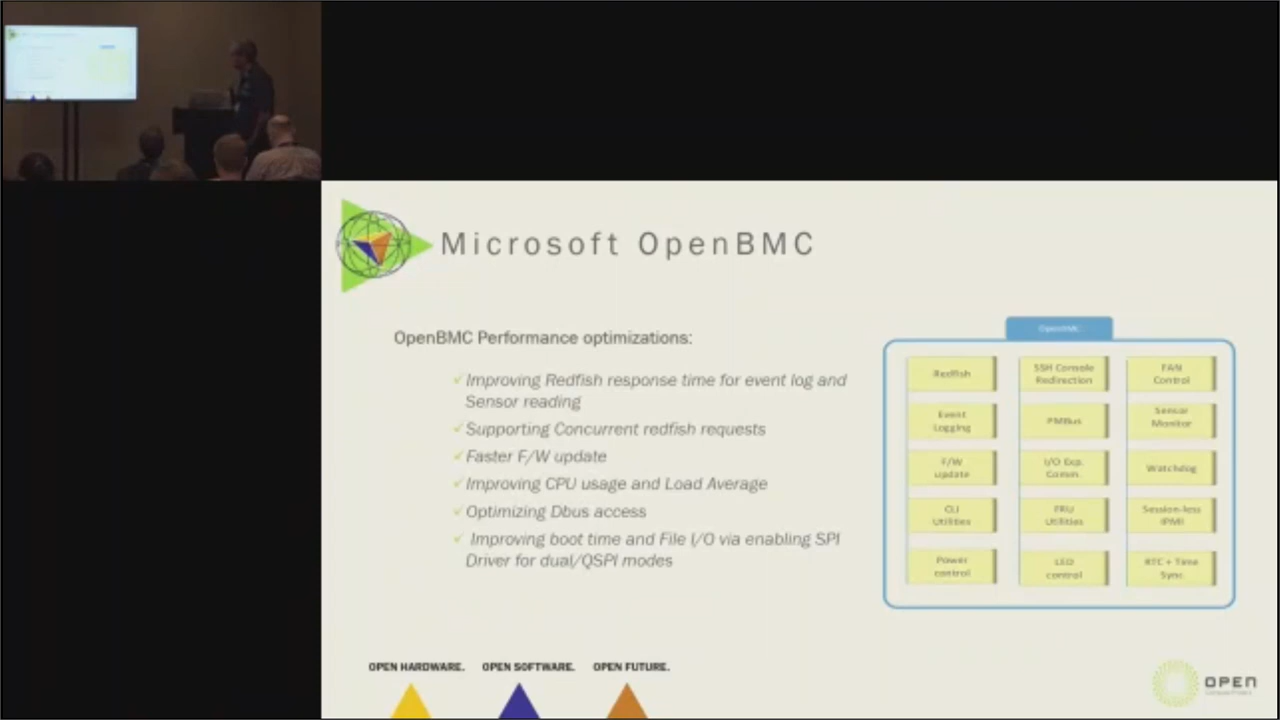 Microsoft OpenBMC
OpenBMC Performance optimizations:
Improving Redfish response time for event log and
Sensor reading
Supporting Concurrent redfish requests
Faster F/W update
Improving CPU usage and Load Average
Optimizing Dbus access
Improving boot time and File I/O via enabling SPI
Driver for dual/QSPI modes
OpenBMC
Redfish
SSH Console
Redirection
FAN
Control
Event
Logging
PMBus
Sensor
Monitor
F/W
update
I/O Exp.
Comm.
Watchdog
CLI
Utilities
FRU
Utilities
Session-less
IPMI
Power
control
LED
control
RTC + Time
Sync
OPEN HARDWARE. OPEN SOFTWARE. OPEN FUTURE.
OPEN